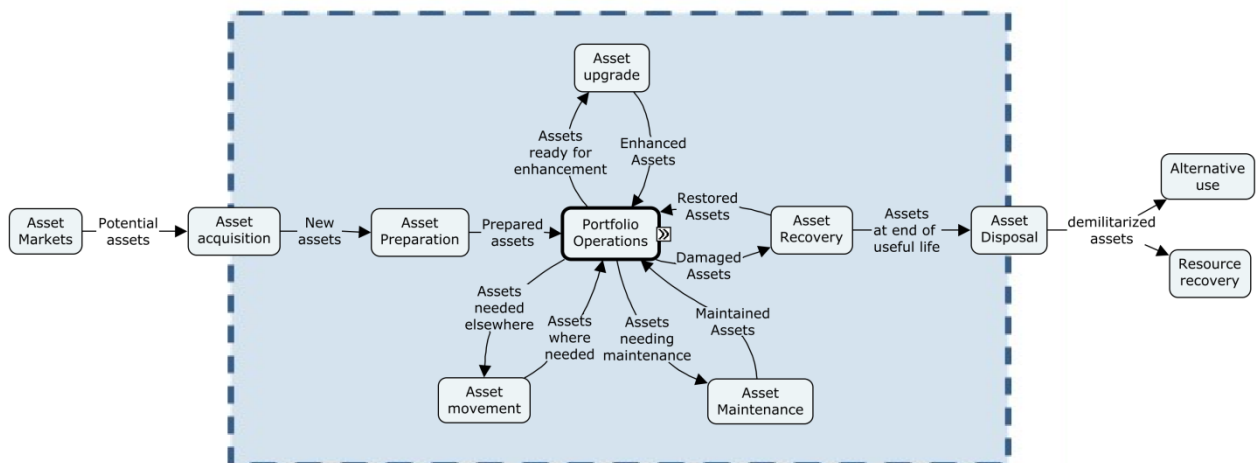 Asset
upgrade
Assets
ready for
enhancement
Enhanced
Assets
Asset
Markets
Potential
assets
Asset
acquisition
New
assets
Asset
Preparation
Prepared
assets
Portfolio
Operations
Restored
Assets
Damaged
Assets
Asset
Recovery
Assets
at end of
useful life
Asset
Disposal
demilitarized
assets
Alternative
use
Resource
recovery
Assets
needed
elsewhere
Assets
where
needed
Assets
needing
maintenance
Maintained
Assets
Asset
movement
Asset
Maintenance